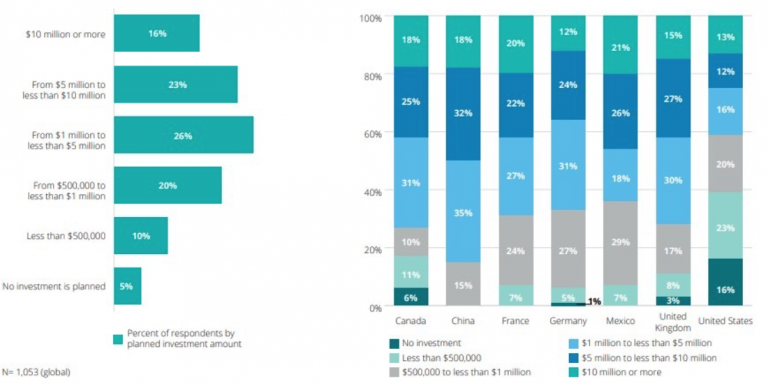 $10 million or more
16%
From $5 million to
less than $10 million
23%
From $1 million to
less than $5 million
26%
From $500,000 to
less than $1 million
20%
Less than $500,000
10%
No investment is planned
5%
Percent of respondents by
planned investment amount
N= 1,053 (global)
100%
80%
60%
40%
20%
0%
18%
25%
31%
10%
11%
6%
18%
32%
35%
15%
20%
22%
27%
24%
7%
12%
24%
31%
27%
5%
1%
21%
26%
18%
29%
7%
15%
27%
30%
17%
8%
3%
13%
12%
16%
20%
23%
16%
Canada
China
France
Germany
Mexico
United
Kingdom
United States
No investment
Less than $500,000
$500,000 to less than $1 million
$1 million to less than $5 million
$5 million to less than $10 million
$10 million or more